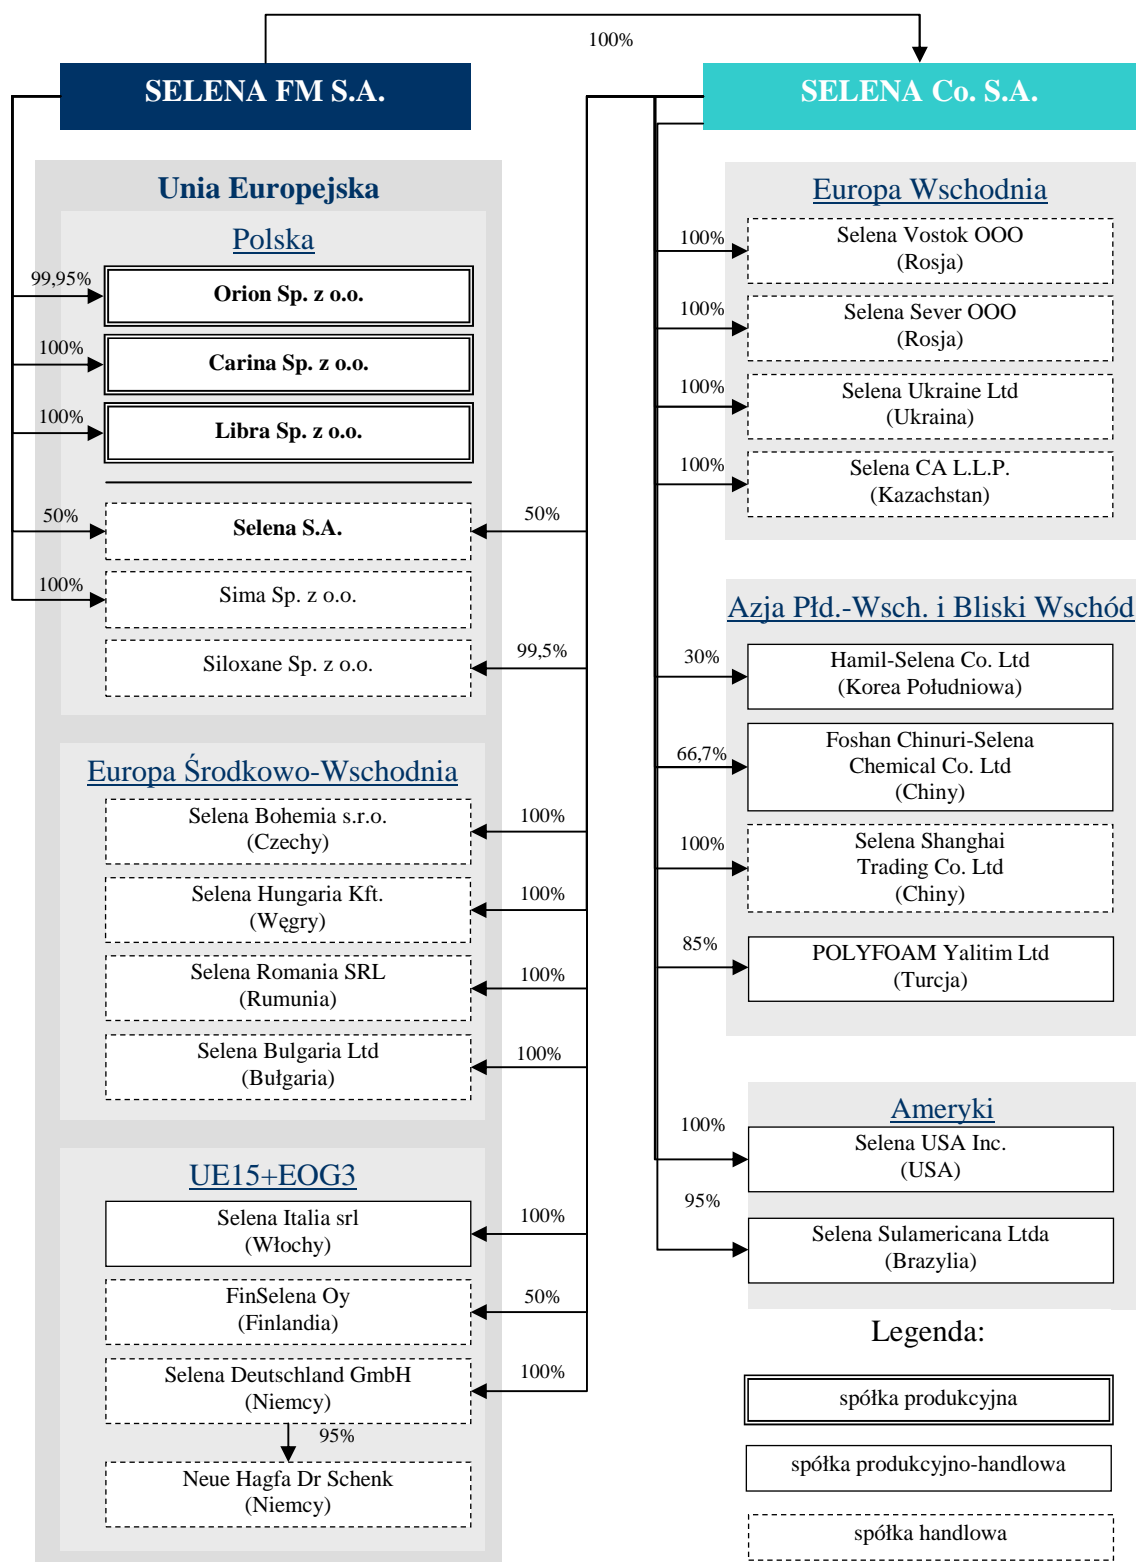 100%
SELENA FM S.A.
SELENA Co. S.A.
Unia Europejska
Polska
99,95%
Orion Sp. z o.o.
100%
Carina Sp. z o.o.
100%
Libra Sp. z o.o.
50%
Selena S.A.
50%
100%
Sima Sp. z o.o.
Siloxane Sp. z o.o.
99,5%
Europa Środkowo-Wschodnia
Selena Bohemia s.r.o.
(Czechy)
100%
Selena Hungaria Kft.
(Węgry)
100%
Selena Romania SRL
(Rumunia)
100%
Selena Bulgaria Ltd
(Bułgaria)
100%
UE15+EOG3
Selena Italia srl
(Włochy)
100%
FinSelena Oy
(Finlandia)
50%
Selena Deutschland GmbH
(Niemcy)
100%
95%
Neue Hagfa Dr Schenk
(Niemcy)
Europa Wschodnia
100%
Selena Vostok OOO
(Rosja)
100%
Selena Sever OOO
(Rosja)
100%
Selena Ukraine Ltd
(Ukraina)
100%
Selena CA L.L.P.
(Kazachstan)
Azja Płd.-Wsch. i Bliski Wschód
30%
Hamil-Selena Co. Ltd
(Korea Południowa)
66,7%
Foshan Chinuri-Selena
Chemical Co. Ltd
(Chiny)
100%
Selena Shanghai
Trading Co. Ltd
(Chiny)
85%
POLYFOAM Yalitim Ltd
(Turcja)
Ameryki
100%
Selena USA Inc.
(USA)
95%
Selena Sulamericana Ltda
(Brazylia)
Legenda:
spółka produkcyjna
spółka produkcyjno-handlowa
spółka handlowa